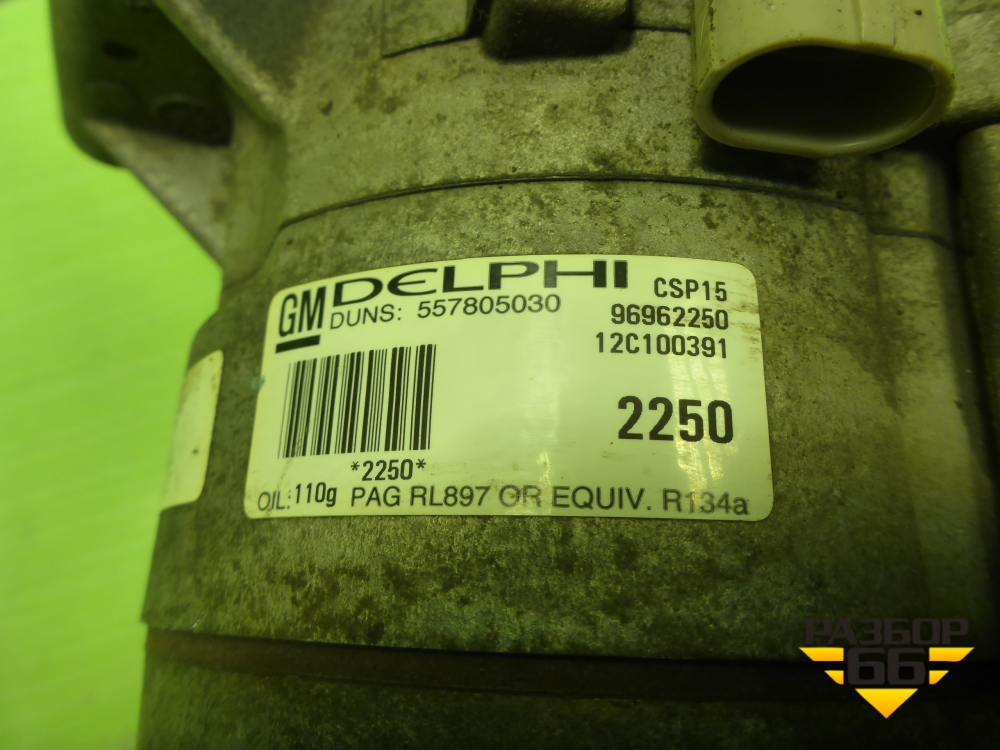 GM DELPHI CSP15
DUNS: 557805030 96962250
12C100391
2250
*2250*
OIL: 110g PAG RL897 OR EQUIV. R134a
РАЗБОР
66